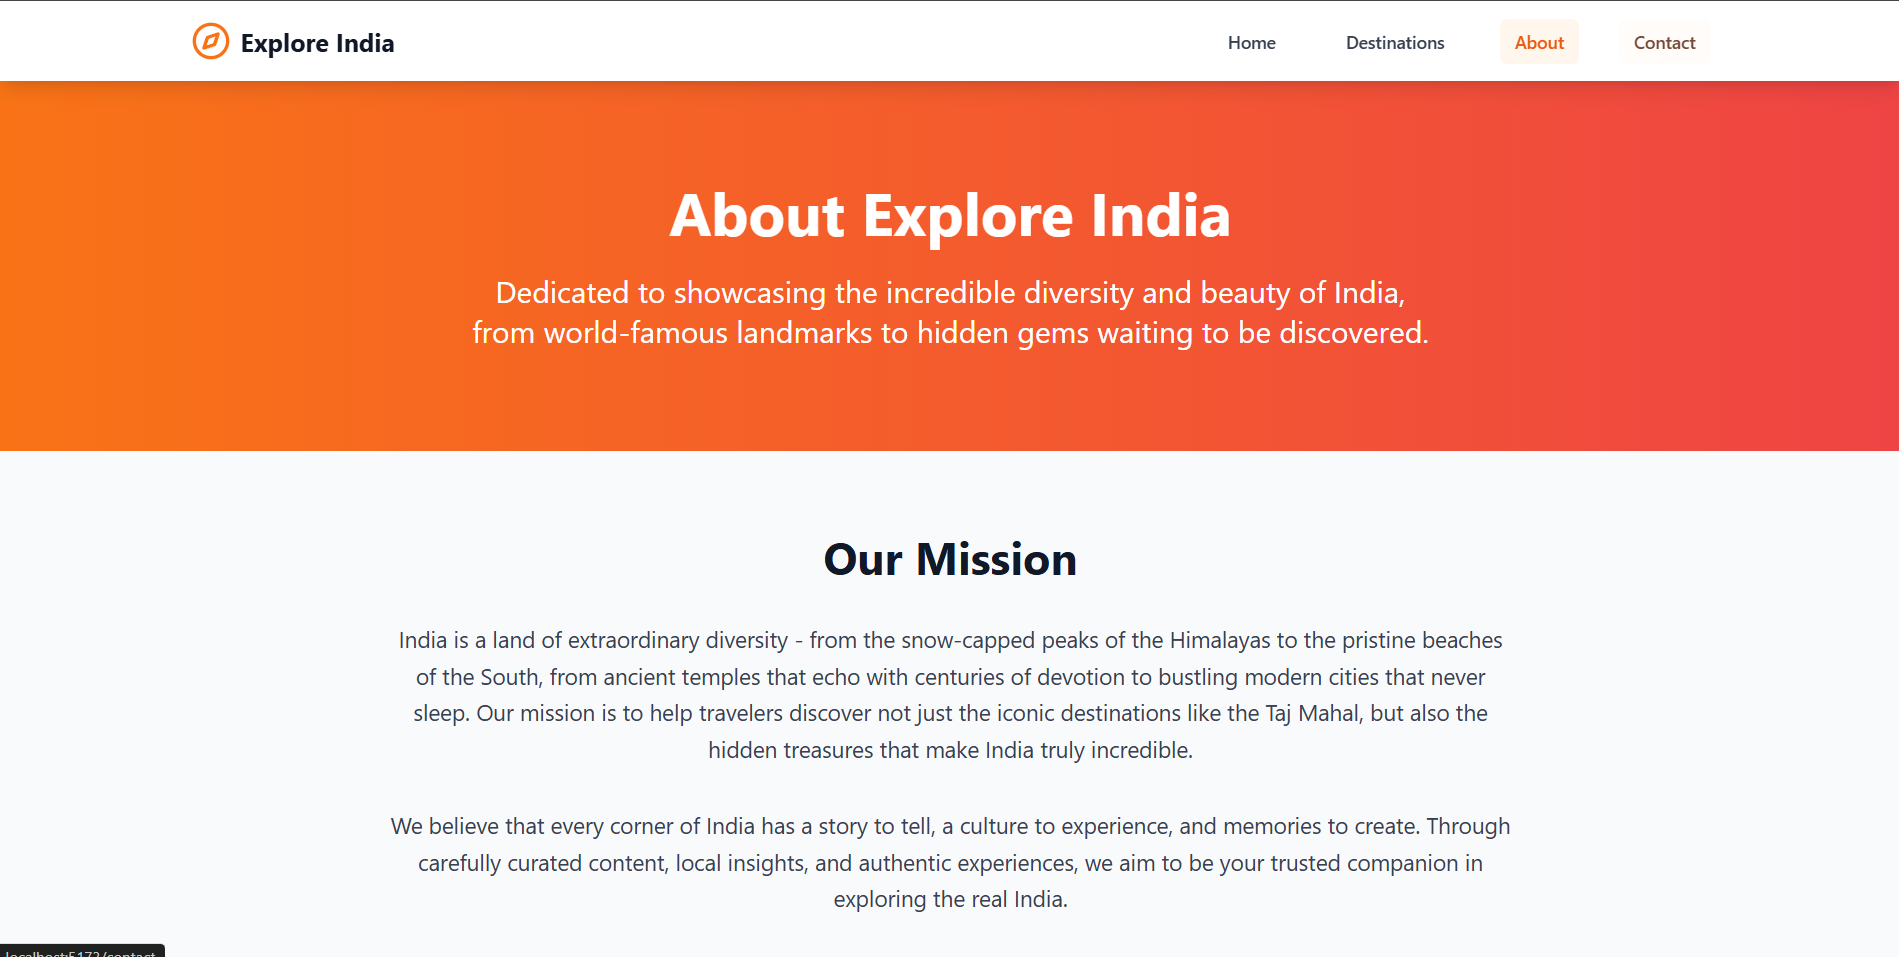 Explore India
Home
Destinations
About
Contact
About Explore India
Dedicated to showcasing the incredible diversity and beauty of India,
from world-famous landmarks to hidden gems waiting to be discovered.
Our Mission
India is a land of extraordinary diversity - from the snow-capped peaks of the Himalayas to the pristine beaches
of the South, from ancient temples that echo with centuries of devotion to bustling modern cities that never
sleep. Our mission is to help travelers discover not just the iconic destinations like the Taj Mahal, but also the
hidden treasures that make India truly incredible.
We believe that every corner of India has a story to tell, a culture to experience, and memories to create. Through
carefully curated content, local insights, and authentic experiences, we aim to be your trusted companion in
exploring the real India.
localhost:5173/contact